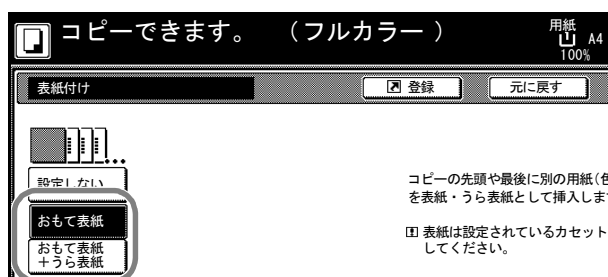 コピーできます。 （フルカラー ）
用紙
A4
100%
表紙付け
登録
元に戻す
設定しない
おもて表紙
おもて表紙
＋うら表紙
コピーの先頭や最後に別の用紙(色
を表紙・うら表紙として挿入しま
表紙は設定されているカセット
してください。